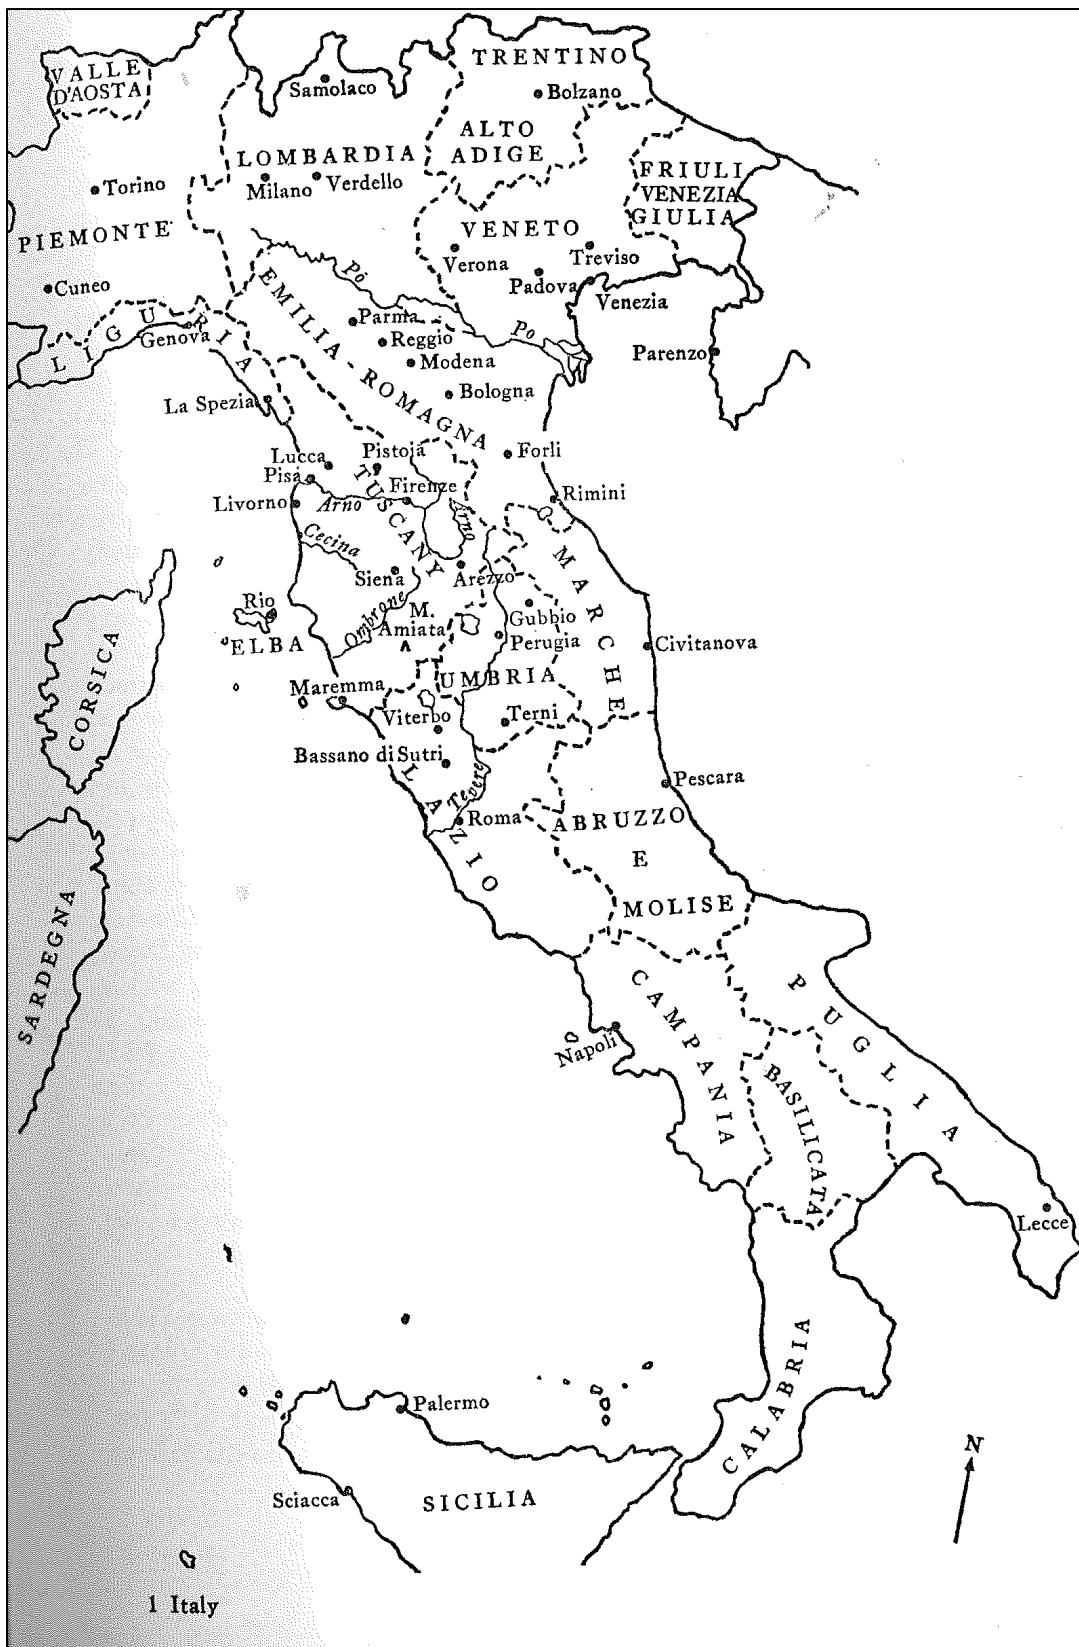 VALLE
D'AOSTA
Samolaco
TRENTINO
Bolzano
ALTO
ADIGE
LOMBARDIA
Milano
Verdello
FRIULI
VENEZIA
GIULIA
Torino
PIEMONTE
VENETO
Verona
Treviso
Padova
Venezia
Cuneo
Pò
EMILIA-ROMAGNA
Parma
Reggio
Modena
Bologna
Po
Parenzo
LIGURIA
Genova
La Spezia
Lucca
Pistoia
Forli
Pisa
Firenze
Rimini
Livorno
Arno
Arno
TUSCANY
Cecina
Siena
Arezzo
MARCHE
Rio
ELBA
Ombrone
M.
Amiata
Gubbio
Perugia
Civitanova
CORSICA
Maremma
UMBRIA
Viterbo
Terni
Bassano di Sutri
Tevere
Pescara
LAZIO
Roma
ABRUZZO
E
MOLISE
SARDEGNA
CAMPANIA
Napoli
PUGLIA
BASILICATA
Lecce
CALABRIA
Palermo
Sciacca
SICILIA
N
1 Italy